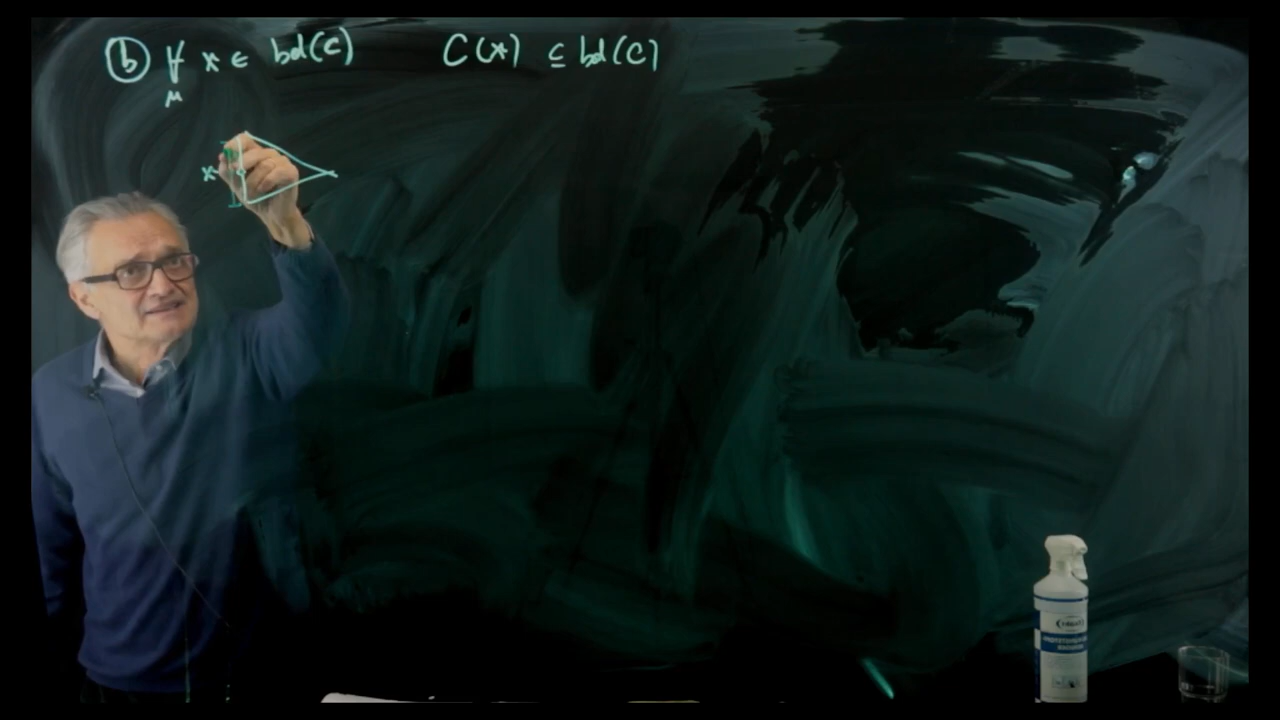 ⓑ ∀ x ∈ bd(C) C(x) ⊆ bd(C)
M
x